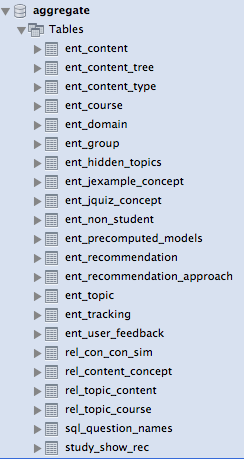 aggregate
Tables
ent_content
ent_content_tree
ent_content_type
ent_course
ent_domain
ent_group
ent_hidden_topics
ent_jexample_concept
ent_jquiz_concept
ent_non_student
ent_precomputed_models
ent_recommendation
ent_recommendation_approach
ent_topic
ent_tracking
ent_user_feedback
rel_con_con_sim
rel_content_concept
rel_topic_content
rel_topic_course
sql_question_names
study_show_rec